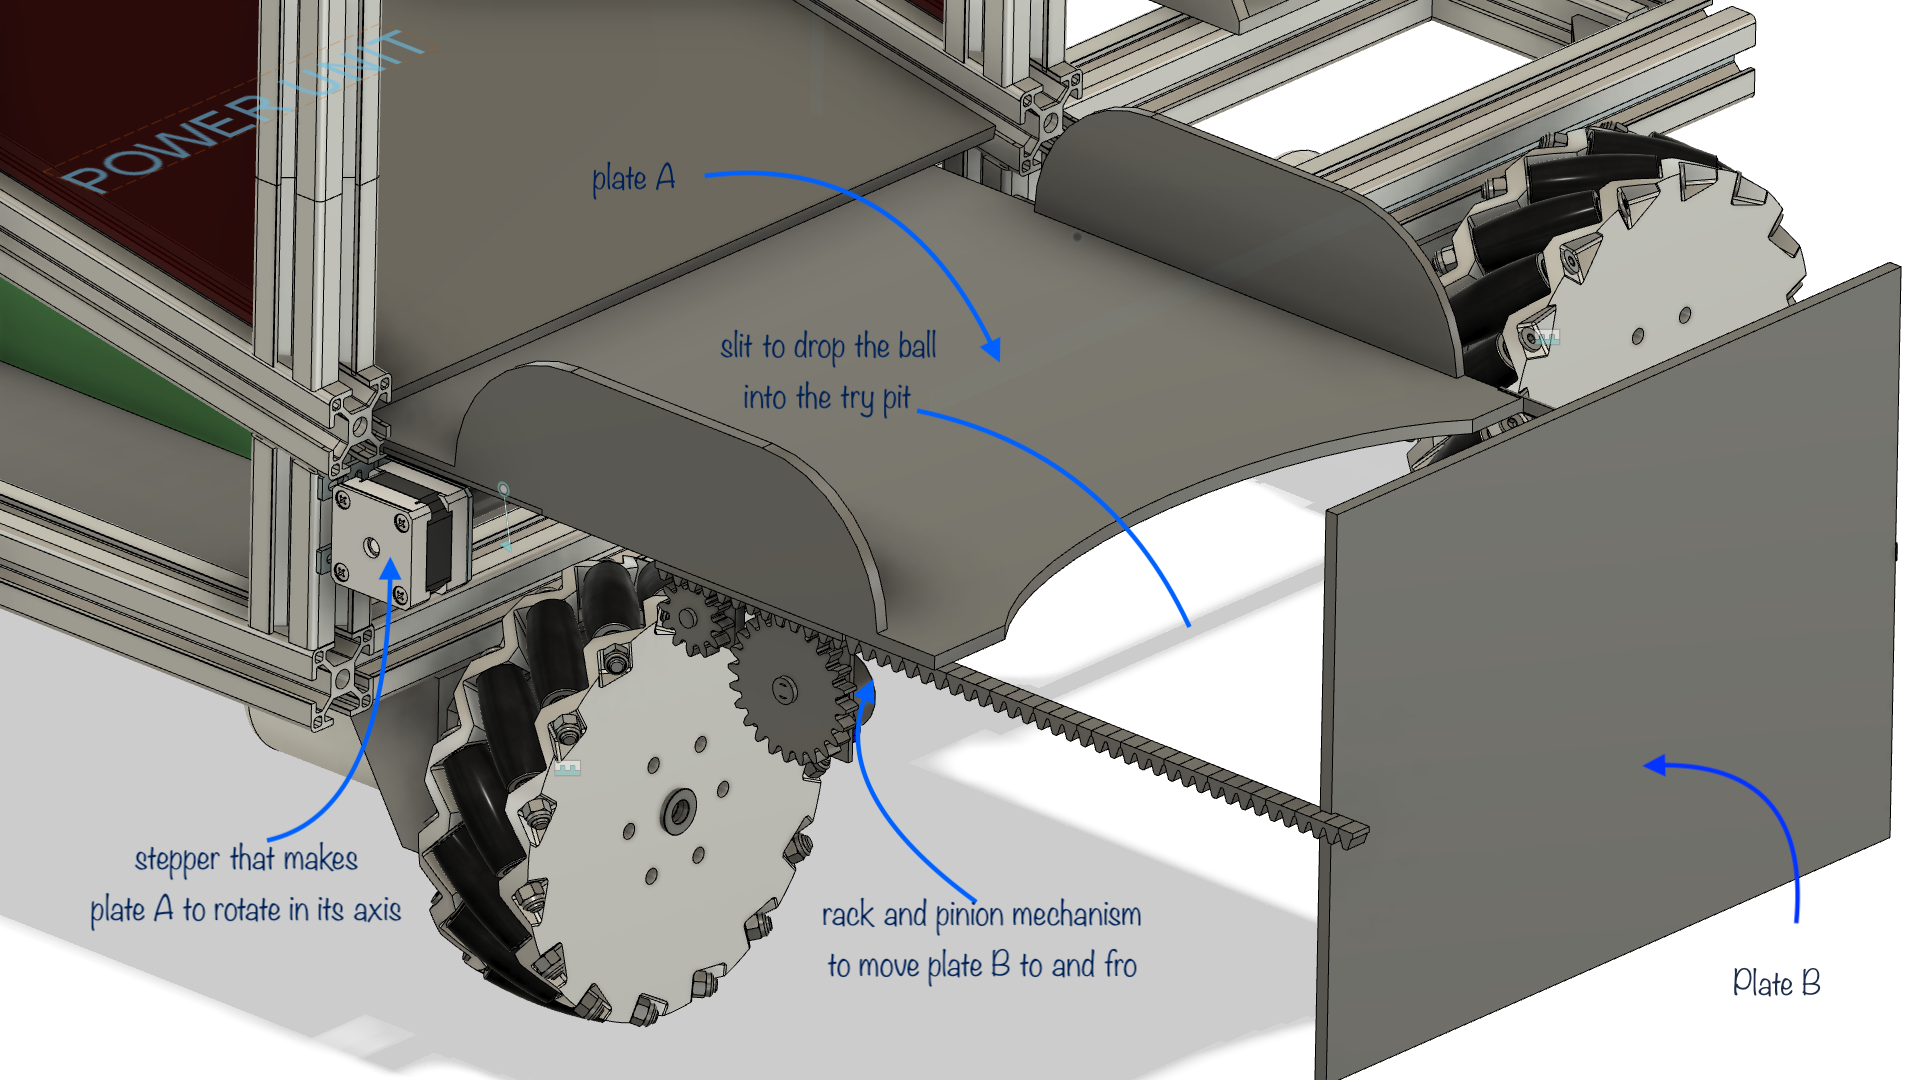 POWER UNIT
plate A
slit to drop the ball
into the try pit
stepper that makes
plate A to rotate in its axis
rack and pinion mechanism
to move plate B to and fro
Plate B